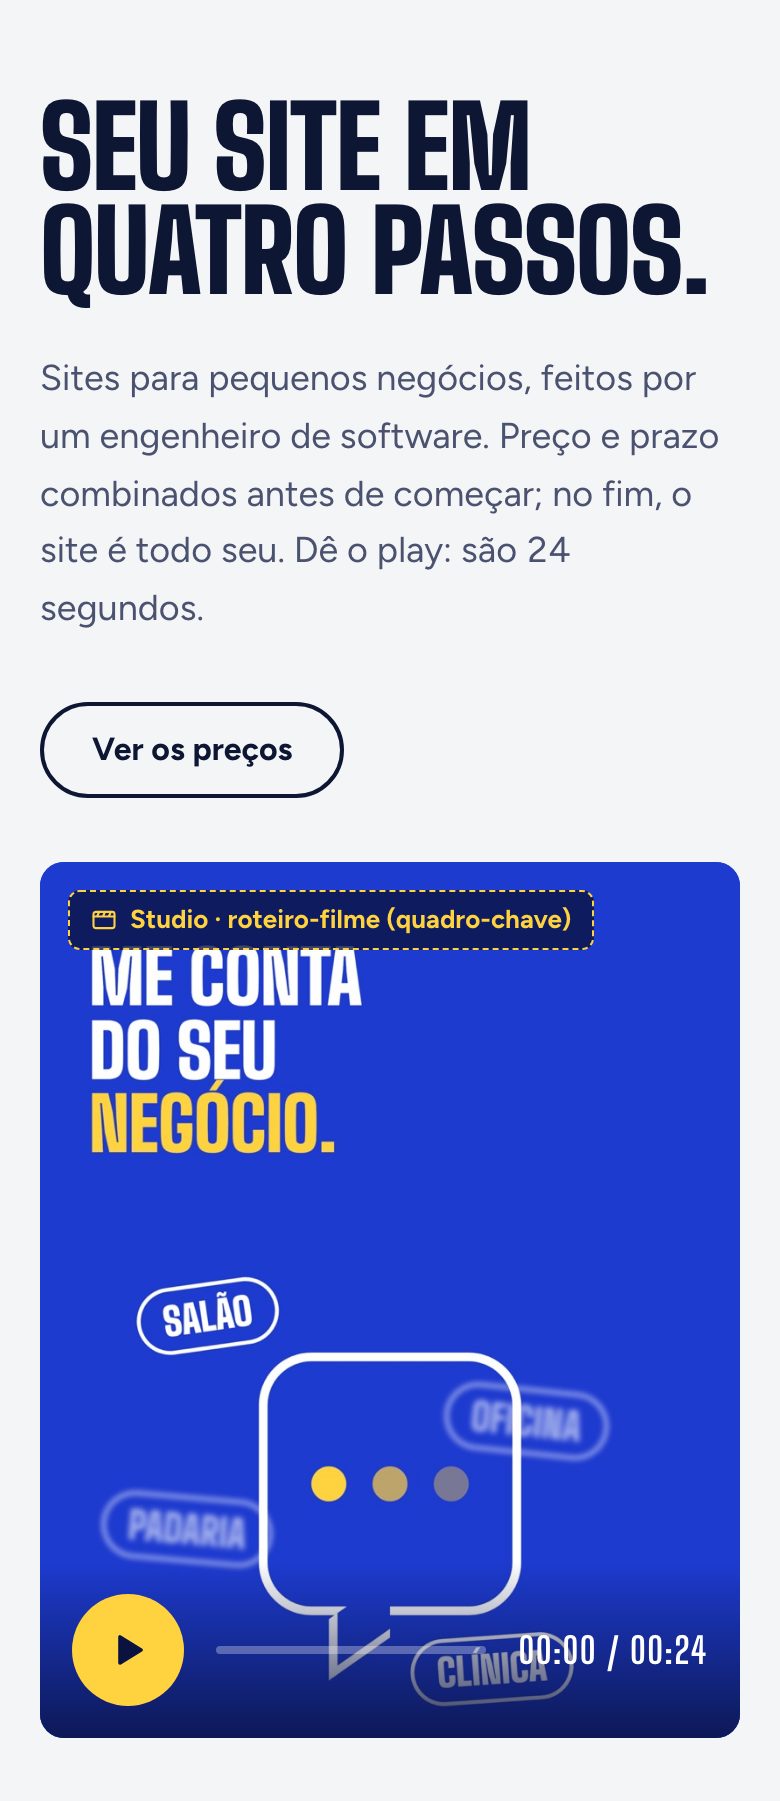 SEU SITE EM
QUATRO PASSOS.
Sites para pequenos negócios, feitos por
um engenheiro de software. Preço e prazo
combinados antes de começar; no fim, o
site é todo seu. Dê o play: são 24
segundos.
Ver os preços
Studio · roteiro-filme (quadro-chave)
ME CONTA
DO SEU
NEGÓCIO.
SALÃO
OFICINA
PADARIA
CLÍNICA
00:00 / 00:24